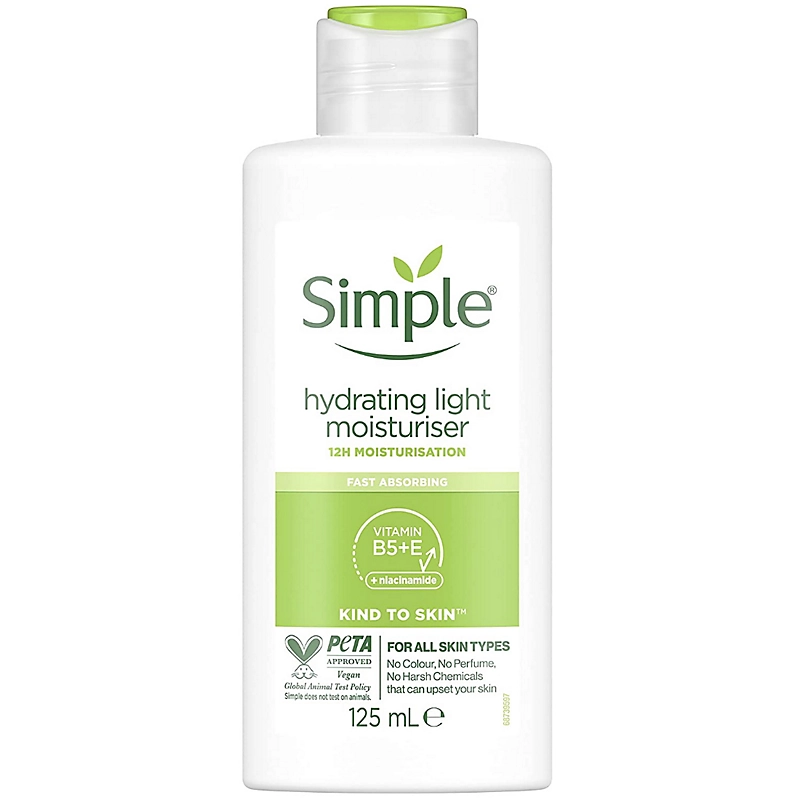 Simple®
hydrating light
moisturiser
12H MOISTURISATION
FAST ABSORBING
VITAMIN
B5+E
+ niacinamide
KIND TO SKIN™
PeTA
APPROVED
Vegan
Global Animal Test Policy
Simple does not test on animals.
FOR ALL SKIN TYPES
No Colour, No Perfume,
No Harsh Chemicals
that can upset your skin
125 mL ℮
68739597